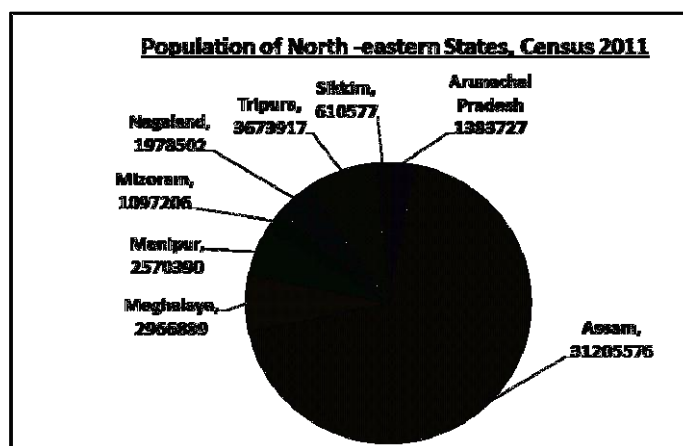 Population of North -eastern States, Census 2011
Sikkim,
610577
Arunachal
Pradesh
1383727
Tripura,
3673917
Nagaland,
1978502
Mizoram,
1097206
Manipur,
2570390
Meghalaya,
2966889
Assam,
31205576